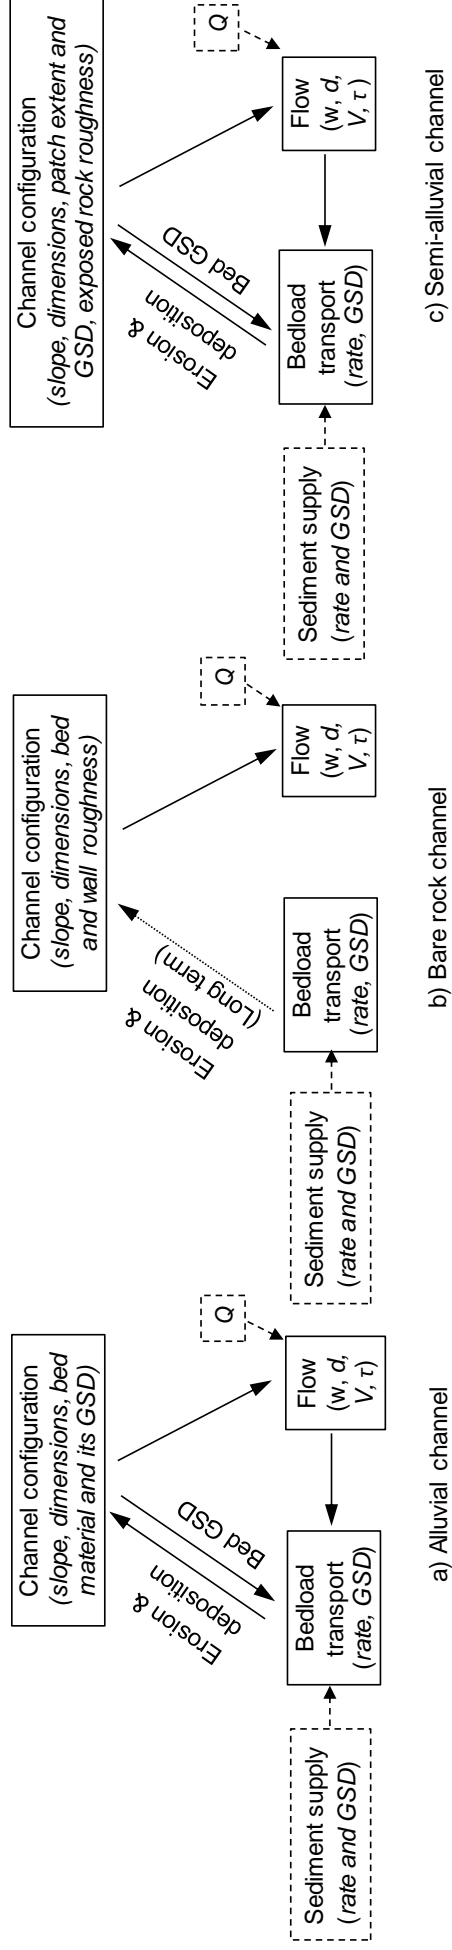 Channel configuration
(slope, dimensions, bed
material and its GSD)
Erosion &
deposition
Bed GSD
Q
Sediment supply
(rate and GSD)
Bedload
transport
(rate, GSD)
Flow
(w, d,
V, τ)
a) Alluvial channel
Channel configuration
(slope, dimensions, bed
and wall roughness)
Erosion &
deposition
(Long term)
Q
Sediment supply
(rate and GSD)
Bedload
transport
(rate, GSD)
Flow
(w, d,
V, τ)
b) Bare rock channel
Channel configuration
(slope, dimensions, patch extent and
GSD, exposed rock roughness)
Erosion &
deposition
Bed GSD
Q
Sediment supply
(rate and GSD)
Bedload
transport
(rate, GSD)
Flow
(w, d,
V, τ)
c) Semi-alluvial channel